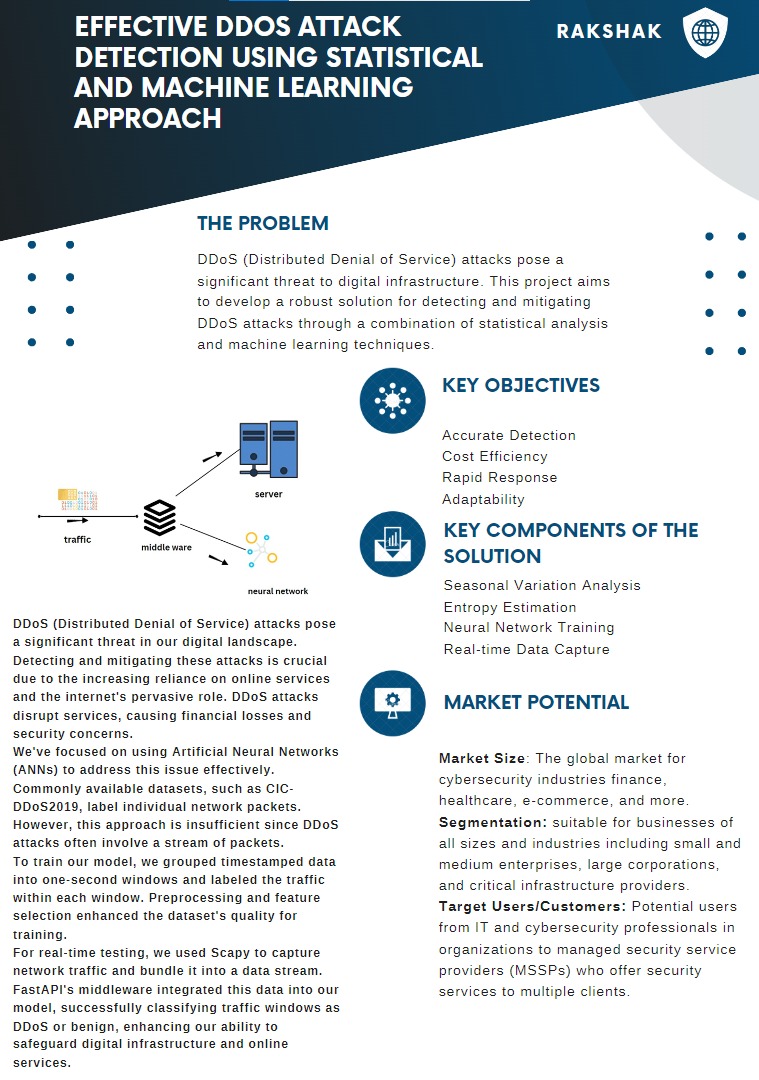 EFFECTIVE DDOS ATTACK
DETECTION USING STATISTICAL
AND MACHINE LEARNING
APPROACH
RAKSHAK
THE PROBLEM
DDoS (Distributed Denial of Service) attacks pose a
significant threat to digital infrastructure. This project aims
to develop a robust solution for detecting and mitigating
DDoS attacks through a combination of statistical analysis
and machine learning techniques.
server
traffic
middle ware
neural network
DDoS (Distributed Denial of Service) attacks pose
a significant threat in our digital landscape.
Detecting and mitigating these attacks is crucial
due to the increasing reliance on online services
and the internet's pervasive role. DDoS attacks
disrupt services, causing financial losses and
security concerns.
We've focused on using Artificial Neural Networks
(ANNs) to address this issue effectively.
Commonly available datasets, such as CIC-
DDoS2019, label individual network packets.
However, this approach is insufficient since DDoS
attacks often involve a stream of packets.
To train our model, we grouped timestamped data
into one-second windows and labeled the traffic
within each window. Preprocessing and feature
selection enhanced the dataset's quality for
training.
For real-time testing, we used Scapy to capture
network traffic and bundle it into a data stream.
FastAPI's middleware integrated this data into our
model, successfully classifying traffic windows as
DDoS or benign, enhancing our ability to
safeguard digital infrastructure and online
services.
KEY OBJECTIVES
Accurate Detection
Cost Efficiency
Rapid Response
Adaptability
KEY COMPONENTS OF THE
SOLUTION
Seasonal Variation Analysis
Entropy Estimation
Neural Network Training
Real-time Data Capture
MARKET POTENTIAL
Market Size: The global market for
cybersecurity industries finance,
healthcare, e-commerce, and more.
Segmentation: suitable for businesses of
all sizes and industries including small and
medium enterprises, large corporations,
and critical infrastructure providers.
Target Users/Customers: Potential users
from IT and cybersecurity professionals in
organizations to managed security service
providers (MSSPs) who offer security
services to multiple clients.